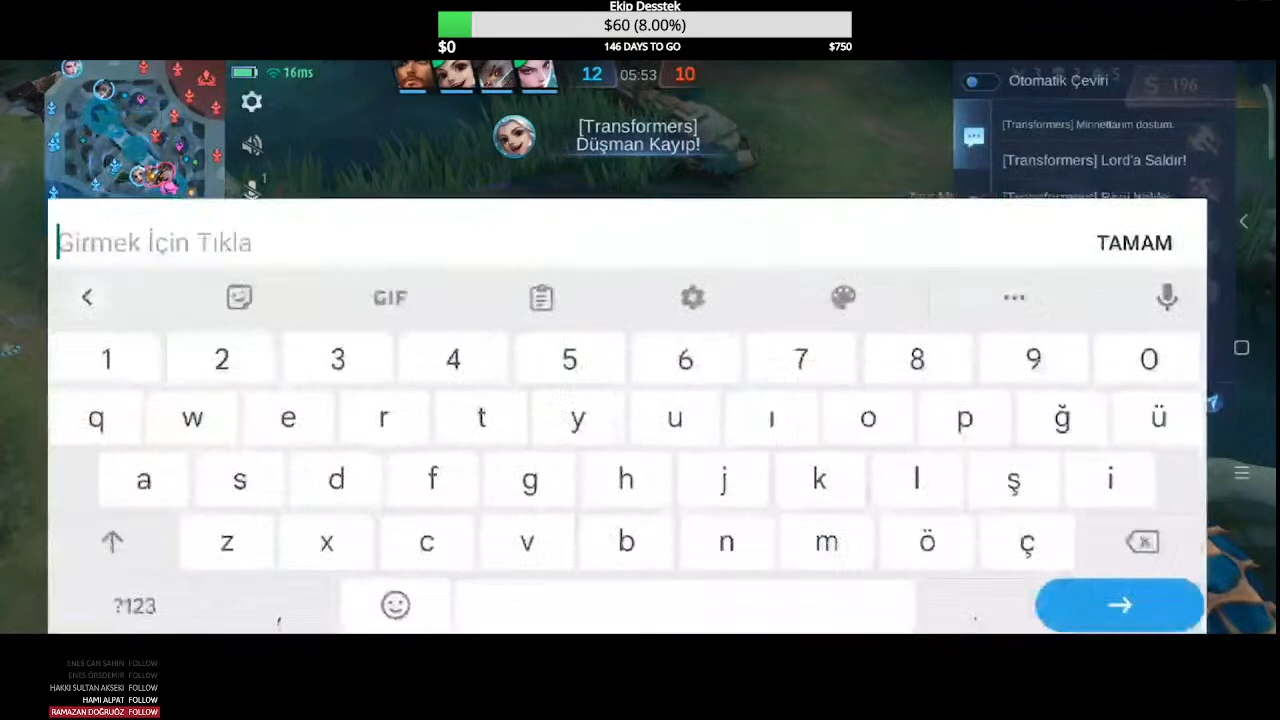 Ekip Desstek
$60 (8.00%)
$0 146 DAYS TO GO $750
16ms
12 05:53 10
Otomatik Çeviri
196
[Transformers]
Düşman Kayıp!
[Transformers] Minnettarım dostum.
[Transformers] Lord'a Saldır!
1
Girmek İçin Tıkla
TAMAM
GIF
1 2 3 4 5 6 7 8 9 0
q w e r t y u ı o p ğ ü
a s d f g h j k l ş i
z x c v b n m ö ç
?123 , .
ENES CAN ŞAHIN FOLLOW
ENES ÖRSDEMIR FOLLOW
HAKKI SULTAN AKSEKI FOLLOW
HAMI ALPAT FOLLOW
RAMAZAN DOĞRUÖZ FOLLOW